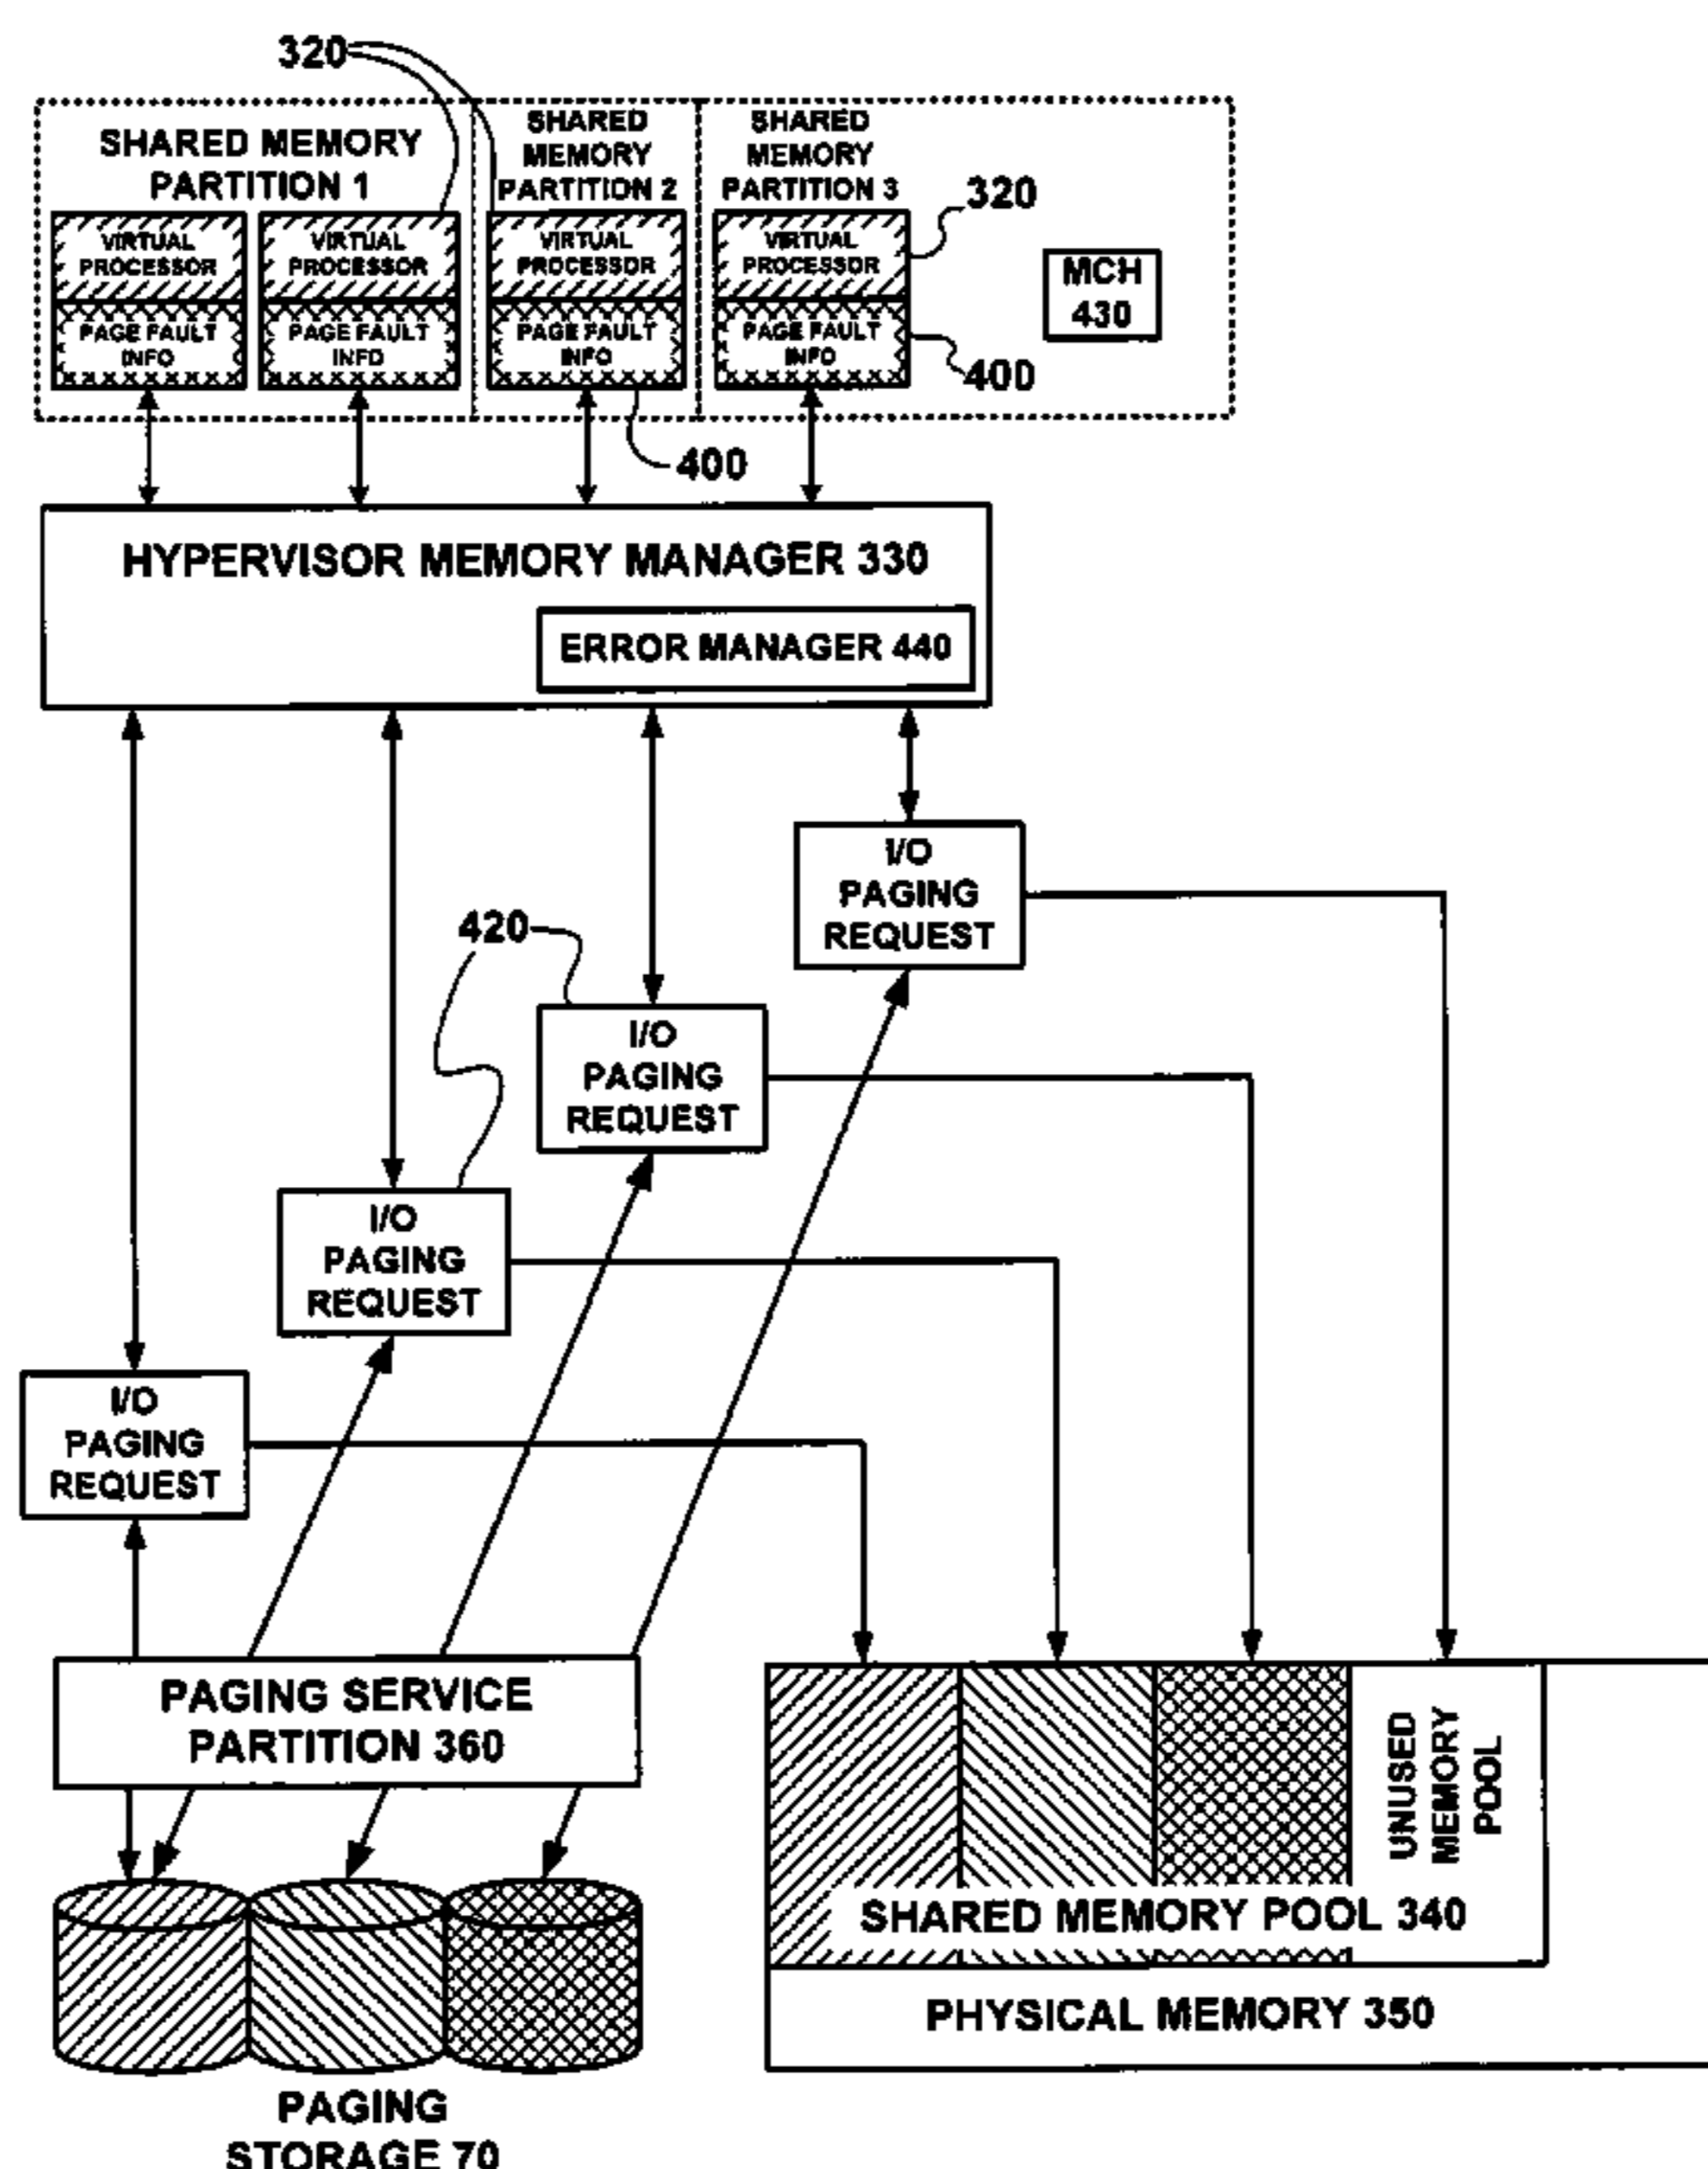 320
SHARED MEMORY
PARTITION 1
SHARED
MEMORY
PARTITION 2
SHARED
MEMORY
PARTITION 3
320
VIRTUAL
PROCESSOR
PAGE FAULT
INFO
VIRTUAL
PROCESSOR
PAGE FAULT
INFO
VIRTUAL
PROCESSOR
PAGE FAULT
INFO
VIRTUAL
PROCESSOR
PAGE FAULT
INFO
MCH
430
400
400
HYPERVISOR MEMORY MANAGER 330
ERROR MANAGER 440
I/O
PAGING
REQUEST
420
I/O
PAGING
REQUEST
I/O
PAGING
REQUEST
I/O
PAGING
REQUEST
PAGING SERVICE
PARTITION 360
UNUSED
MEMORY
POOL
SHARED MEMORY POOL 340
PHYSICAL MEMORY 350
PAGING
STORAGE 70